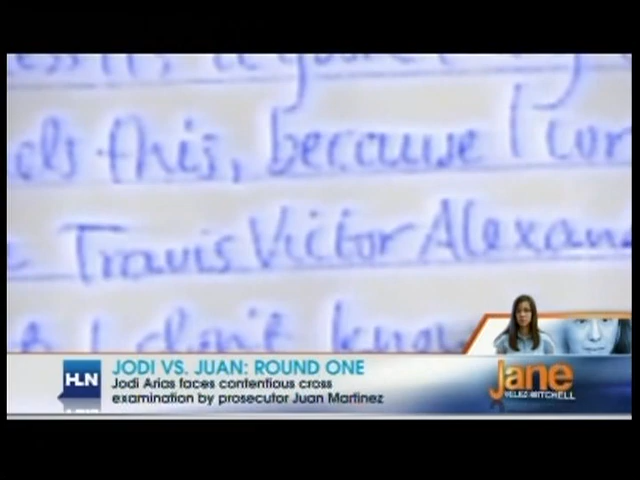 this, because I
Travis Victor
I don't know
HLN
JODI VS. JUAN: ROUND ONE
Jodi Arias faces contentious cross
examination by prosecutor Juan Martinez
Jane
VELEZ-MITCHELL